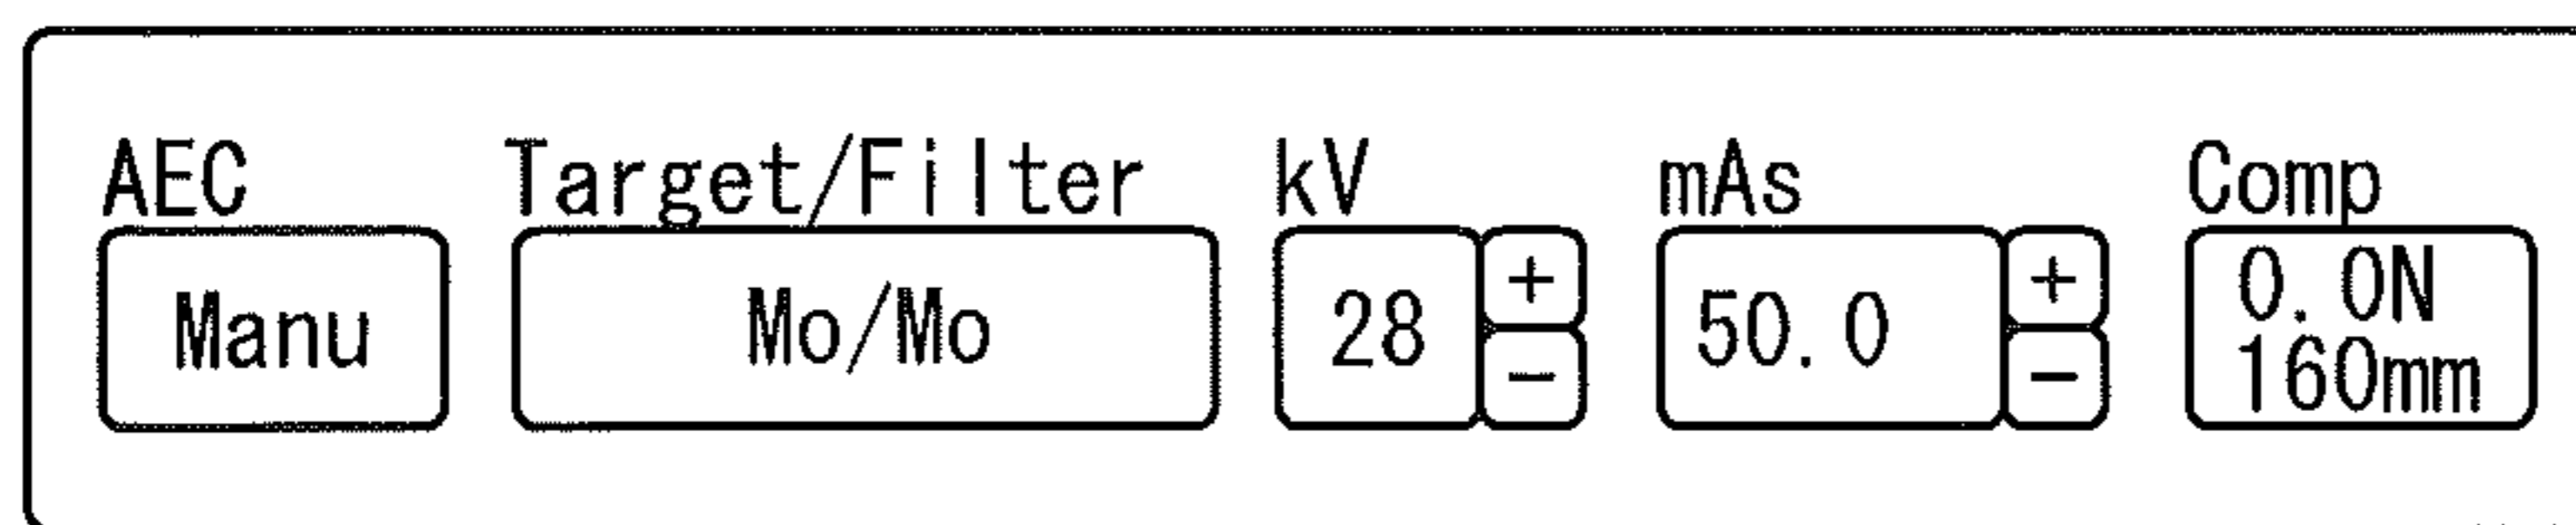 AEC Target/Filter kV mAs Comp
Manu Mo/Mo 28 + - 50.0 + - 0.0N
160mm